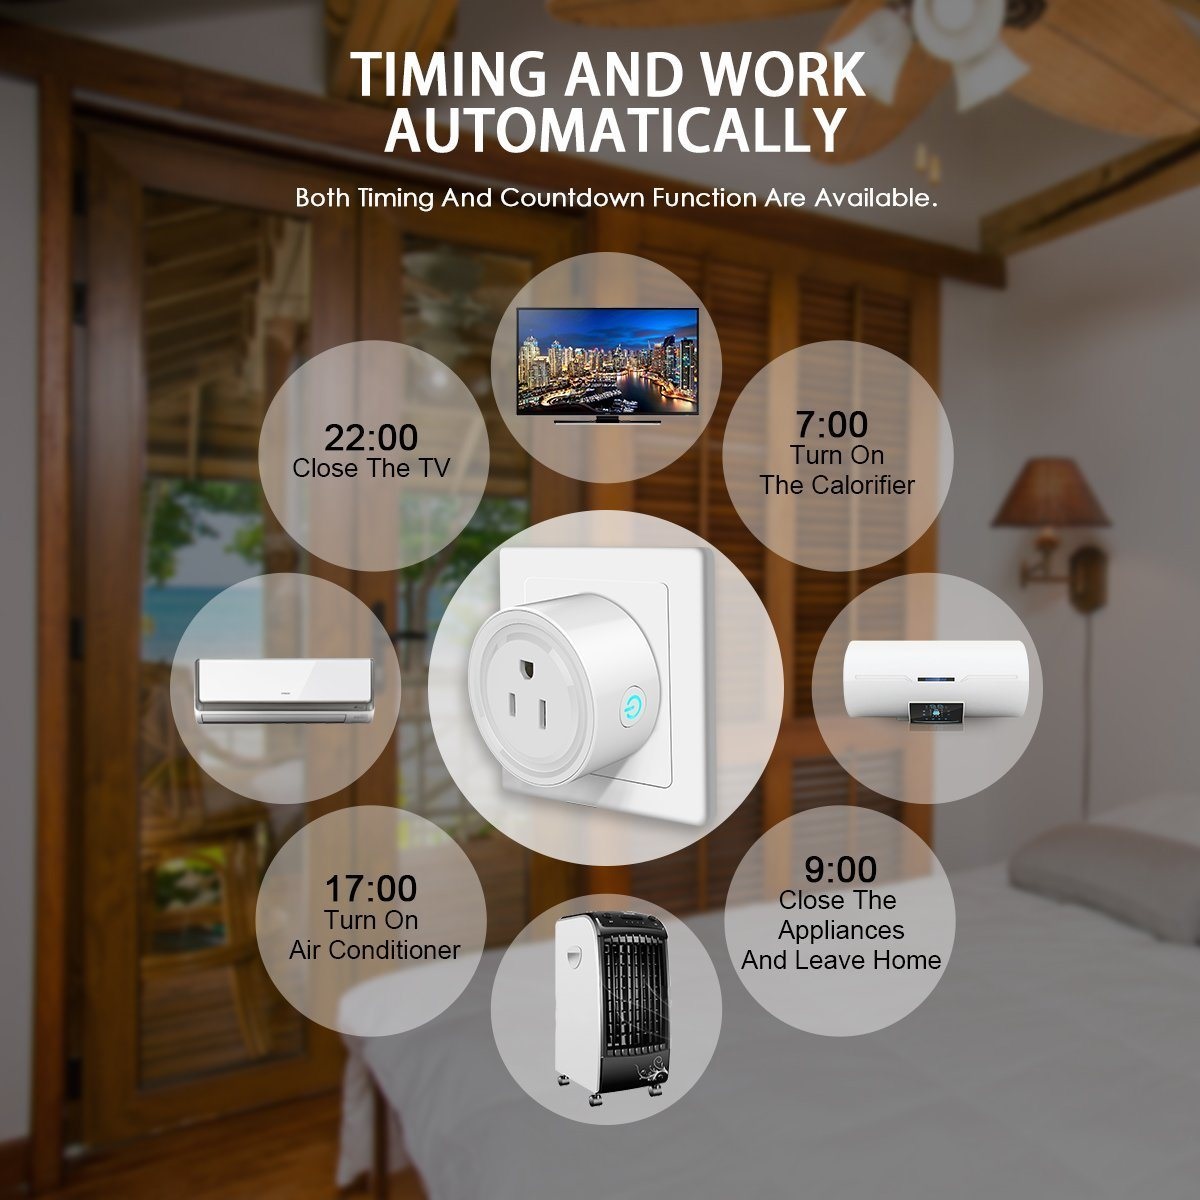 TIMING AND WORK
AUTOMATICALLY
Both Timing And Countdown Function Are Available.
22:00
Close The TV
7:00
Turn On
The Calorifier
17:00
Turn On
Air Conditioner
9:00
Close The
Appliances
And Leave Home